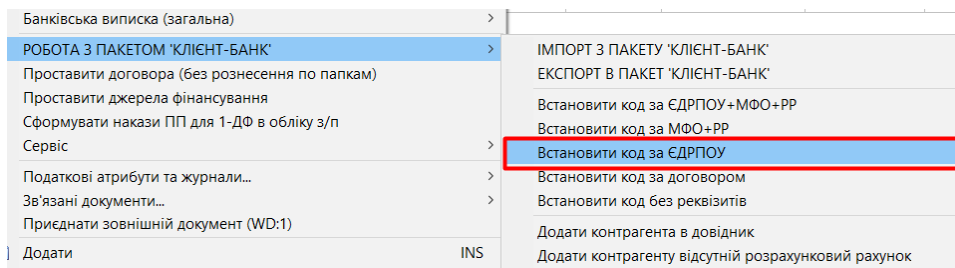 Банківська виписка (загальна)
РОБОТА З ПАКЕТОМ 'КЛІЄНТ-БАНК'
Проставити договора (без рознесення по папкам)
Проставити джерела фінансування
Сформувати накази ПП для 1-ДФ в обліку з/п
Сервіс
Податкові атрибути та журнали...
Зв'язані документи...
Приєднати зовнішній документ (WD:1)
Додати INS
ІМПОРТ З ПАКЕТУ 'КЛІЄНТ-БАНК'
ЕКСПОРТ В ПАКЕТ 'КЛІЄНТ-БАНК'
Встановити код за ЄДРПОУ+МФО+РР
Встановити код за МФО+РР
Встановити код за ЄДРПОУ
Встановити код за договором
Встановити код без реквізитів
Додати контрагента в довідник
Додати контрагенту відсутній розрахунковий рахунок